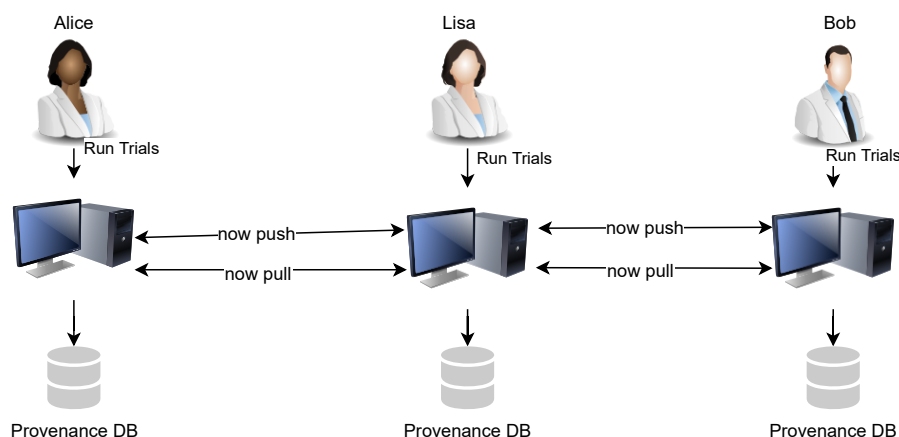 Alice
Lisa
Bob
Run Trials
Run Trials
Run Trials
now push
now push
now pull
now pull
Provenance DB
Provenance DB
Provenance DB